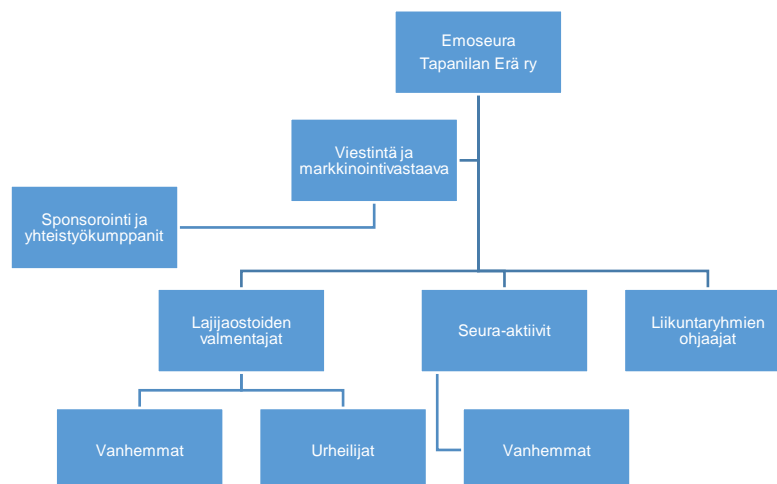 Emoseura
Tapanilan Erä ry
Viestintä ja
markkinointivastaava
Sponsorointi ja
yhteistyökumppanit
Lajijaostoiden
valmentajat
Seura-aktiivit
Liikuntaryhmien
ohjaajat
Vanhemmat
Urheilijat
Vanhemmat